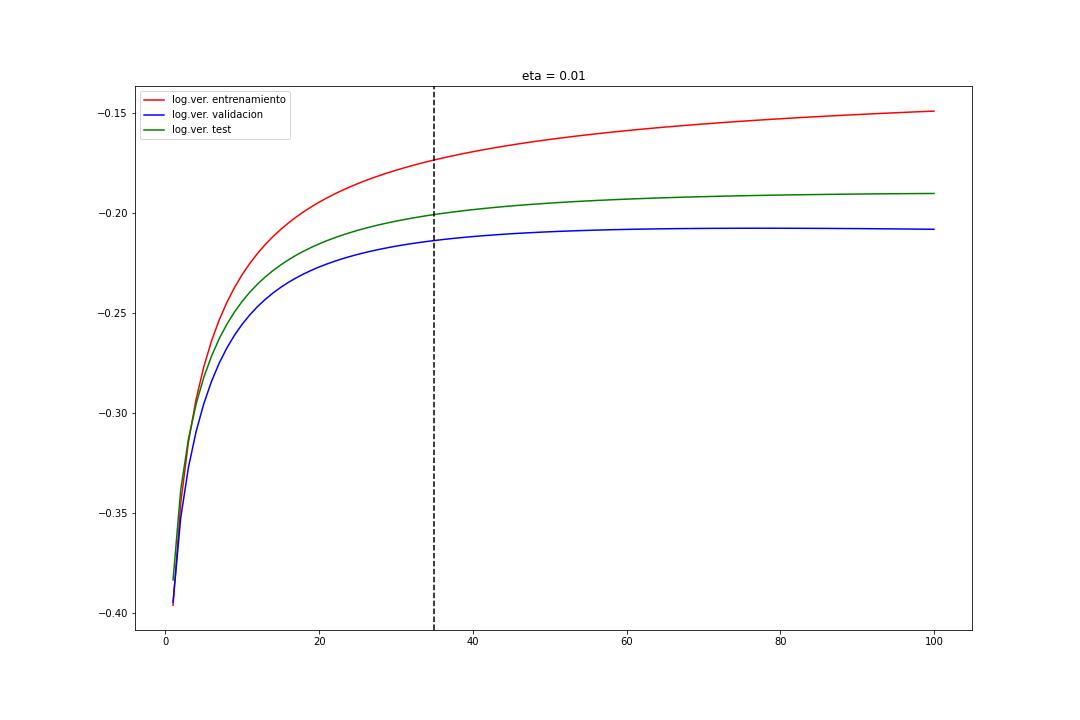 eta = 0.01
log.ver. entrenamiento
log.ver. validacion
log.ver. test
−0.15
−0.20
−0.25
−0.30
−0.35
−0.40
0 20 40 60 80 100